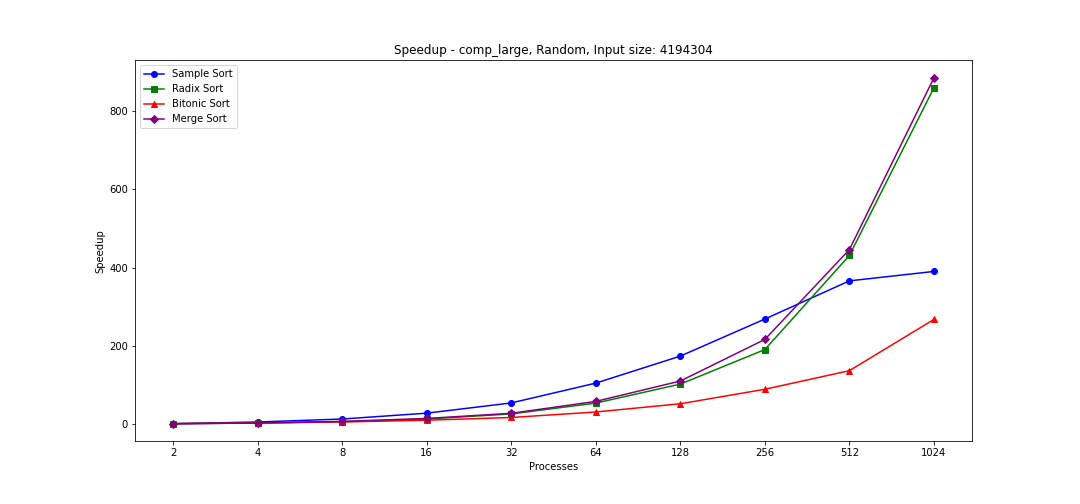 Speedup - comp_large, Random, Input size: 4194304
Sample Sort
Radix Sort
Bitonic Sort
Merge Sort
800
600
400
200
0
Speedup
2 4 8 16 32 64 128 256 512 1024
Processes